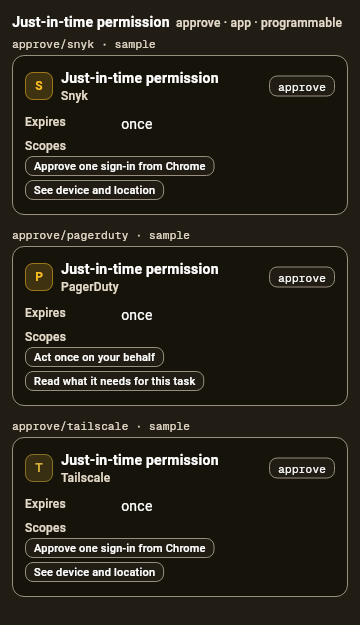 Just-in-time permission approve · app · programmable
approve/snyk · sample
S
Just-in-time permission
Snyk
approve
Expires once
Scopes
Approve one sign-in from Chrome
See device and location
approve/pagerduty · sample
P
Just-in-time permission
PagerDuty
approve
Expires once
Scopes
Act once on your behalf
Read what it needs for this task
approve/tailscale · sample
T
Just-in-time permission
Tailscale
approve
Expires once
Scopes
Approve one sign-in from Chrome
See device and location